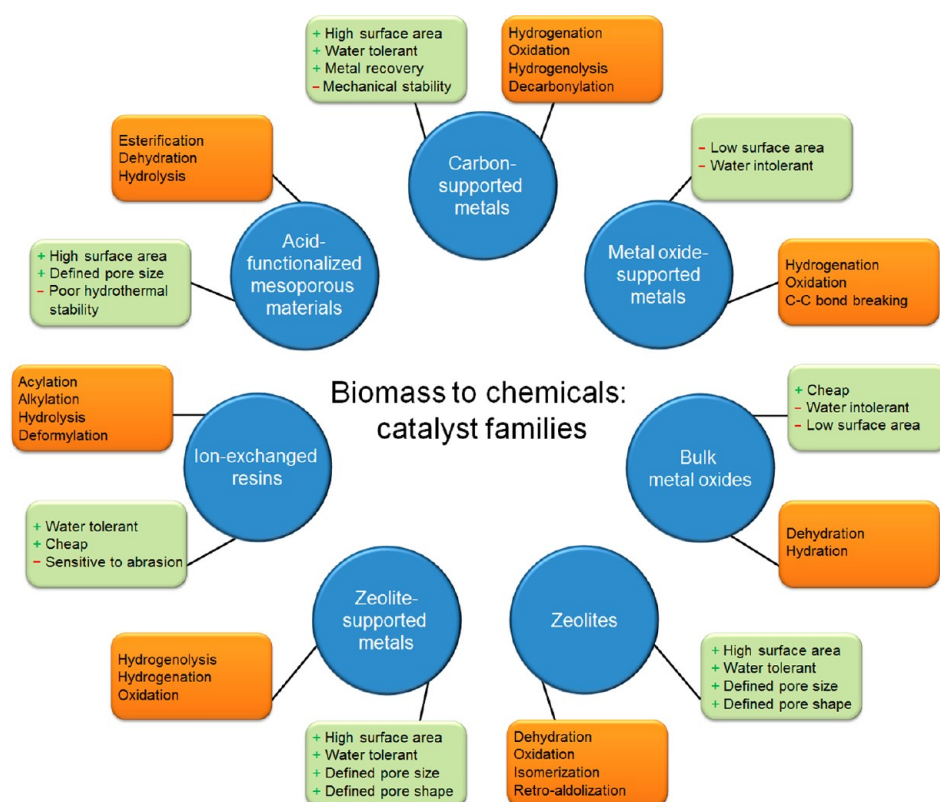 + High surface area
+ Water tolerant
+ Metal recovery
− Mechanical stability
Hydrogenation
Oxidation
Hydrogenolysis
Decarbonylation
Carbon-
supported
metals
− Low surface area
− Water intolerant
Hydrogenation
Oxidation
C-C bond breaking
Metal oxide-
supported
metals
Esterification
Dehydration
Hydrolysis
+ High surface area
+ Defined pore size
− Poor hydrothermal
stability
Acid-
functionalized
mesoporous
materials
Biomass to chemicals:
catalyst families
Acylation
Alkylation
Hydrolysis
Deformylation
+ Water tolerant
+ Cheap
− Sensitive to abrasion
Ion-exchanged
resins
+ Cheap
− Water intolerant
− Low surface area
Dehydration
Hydration
Bulk
metal oxides
Zeolite-
supported
metals
Hydrogenolysis
Hydrogenation
Oxidation
+ High surface area
+ Water tolerant
+ Defined pore size
+ Defined pore shape
Zeolites
Dehydration
Oxidation
Isomerization
Retro-aldolization
+ High surface area
+ Water tolerant
+ Defined pore size
+ Defined pore shape